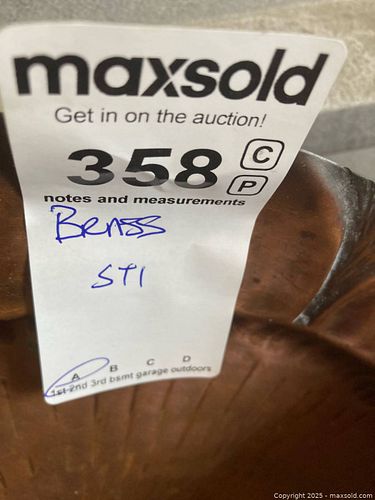 maxsold
Get in on the auction!
358 C P
notes and measurements
Brass
STI
A B C D
1st 2nd 3rd bsmt garage outdoors
Copyright © 2025 - maxsold.com